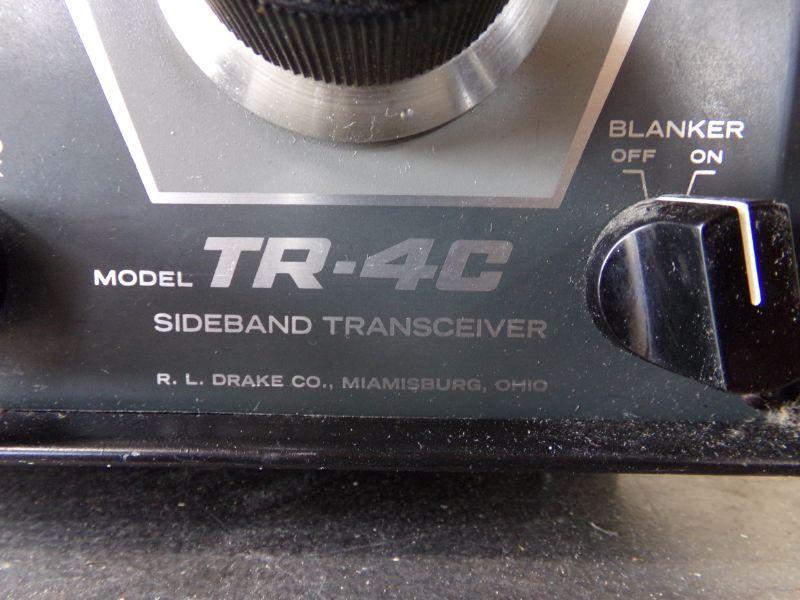 BLANKER
OFF ON
MODEL TR-4C
SIDEBAND TRANSCEIVER
R. L. DRAKE CO., MIAMISBURG, OHIO